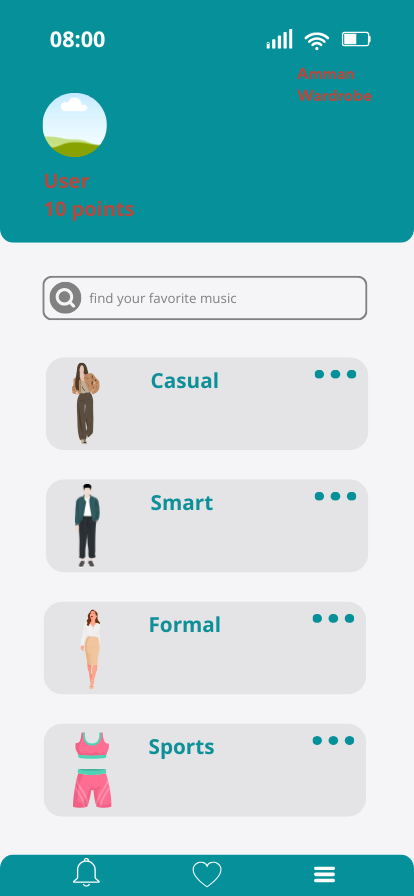 08:00
Amman
Wardrobe
User
10 points
find your favorite music
Casual
Smart
Formal
Sports